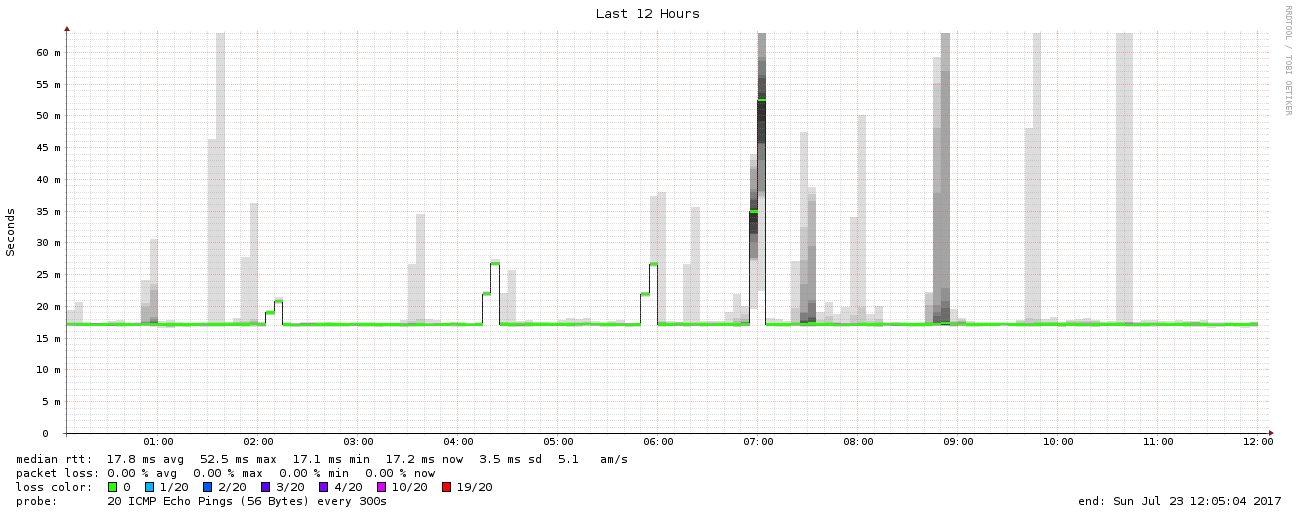 Last 12 Hours
RRDTOOL / TOBI OETIKER
Seconds
60 m
55 m
50 m
45 m
40 m
35 m
30 m
25 m
20 m
15 m
10 m
5 m
0
01:00 02:00 03:00 04:00 05:00 06:00 07:00 08:00 09:00 10:00 11:00 12:00
median rtt: 17.8 ms avg 52.5 ms max 17.1 ms min 17.2 ms now 3.5 ms sd 5.1 am/s
packet loss: 0.00 % avg 0.00 % max 0.00 % min 0.00 % now
loss color: 0 1/20 2/20 3/20 4/20 10/20 19/20
probe: 20 ICMP Echo Pings (56 Bytes) every 300s end: Sun Jul 23 12:05:04 2017